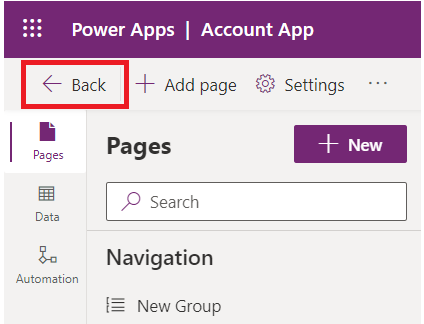 Power Apps | Account App
Back
Add page
Settings
...
Pages
Data
Automation
Pages
New
Search
Navigation
New Group